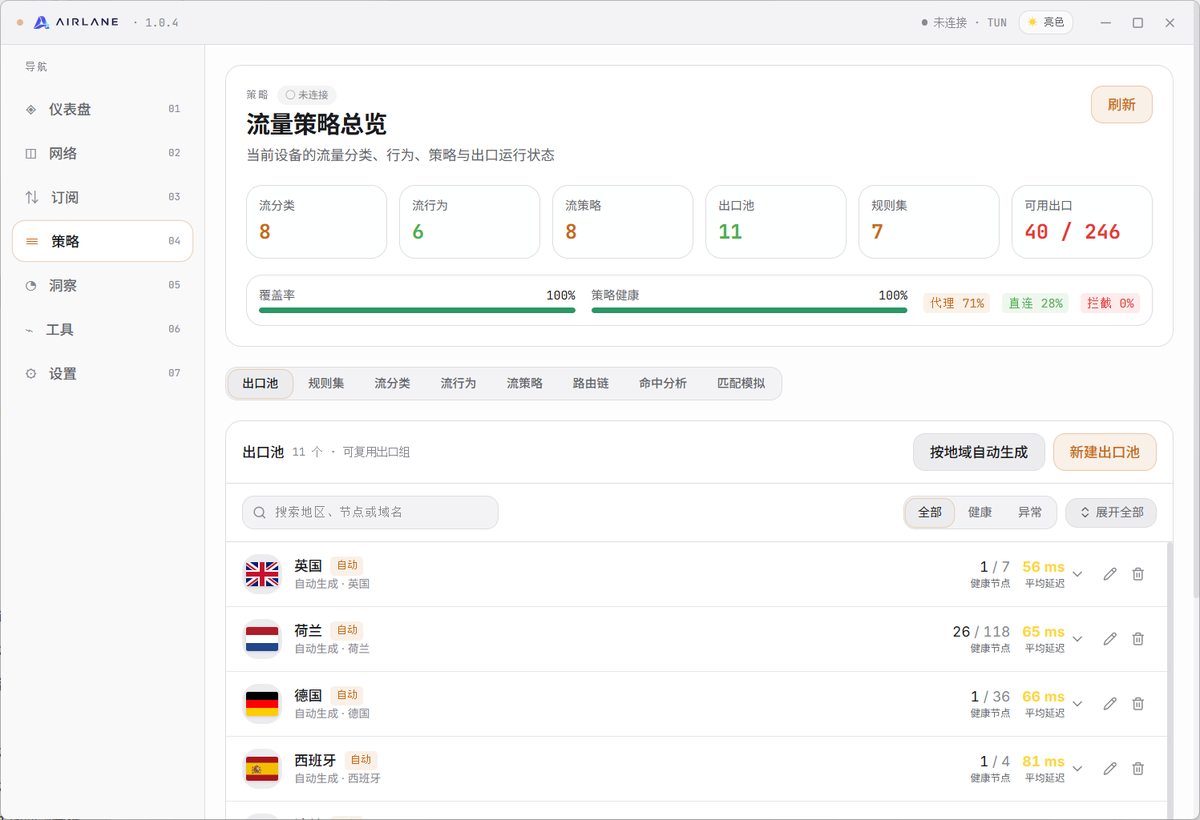 AIRLANE · 1.0.4
未连接 · TUN 亮色
导航
仪表盘 01
网络 02
订阅 03
策略 04
洞察 05
工具 06
设置 07
策略 未连接
刷新
流量策略总览
当前设备的流量分类、行为、策略与出口运行状态
流分类 流行为 流策略 出口池 规则集 可用出口
8 6 8 11 7 40 / 246
覆盖率 100% 策略健康 100% 代理 71% 直连 28% 拦截 0%
出口池 规则集 流分类 流行为 流策略 路由链 命中分析 匹配模拟
出口池 11 个 · 可复用出口组 按地域自动生成 新建出口池
搜索地区、节点或域名 全部 健康 异常 展开全部
英国 自动 1 / 7 56 ms
自动生成 · 英国 健康节点 平均延迟
荷兰 自动 26 / 118 65 ms
自动生成 · 荷兰 健康节点 平均延迟
德国 自动 1 / 36 66 ms
自动生成 · 德国 健康节点 平均延迟
西班牙 自动 1 / 4 81 ms
自动生成 · 西班牙 健康节点 平均延迟